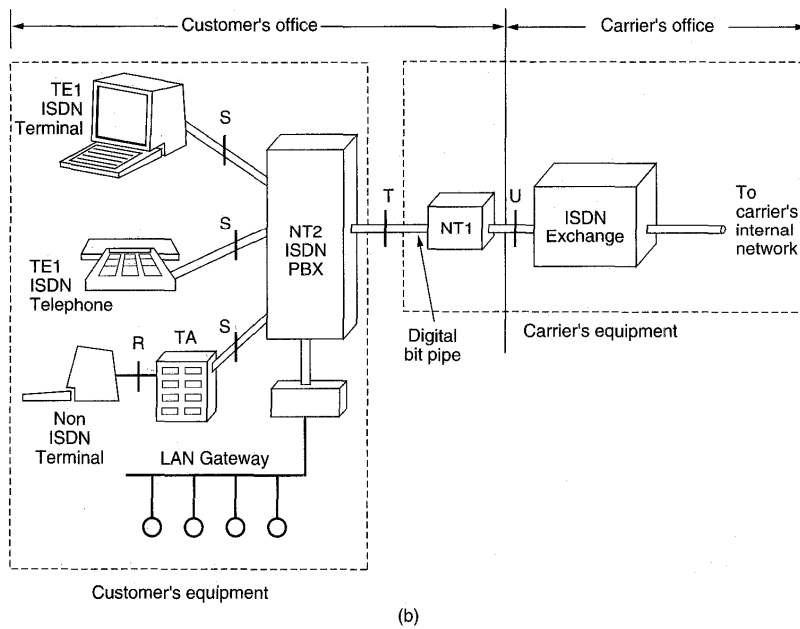 Customer's office
Carrier's office
TE1
ISDN
Terminal
S
TE1
ISDN
Telephone
S
Non
ISDN
Terminal
R
TA
S
NT2
ISDN
PBX
LAN Gateway
T
Digital
bit pipe
NT1
U
ISDN
Exchange
To
carrier's
internal
network
Carrier's equipment
Customer's equipment
(b)